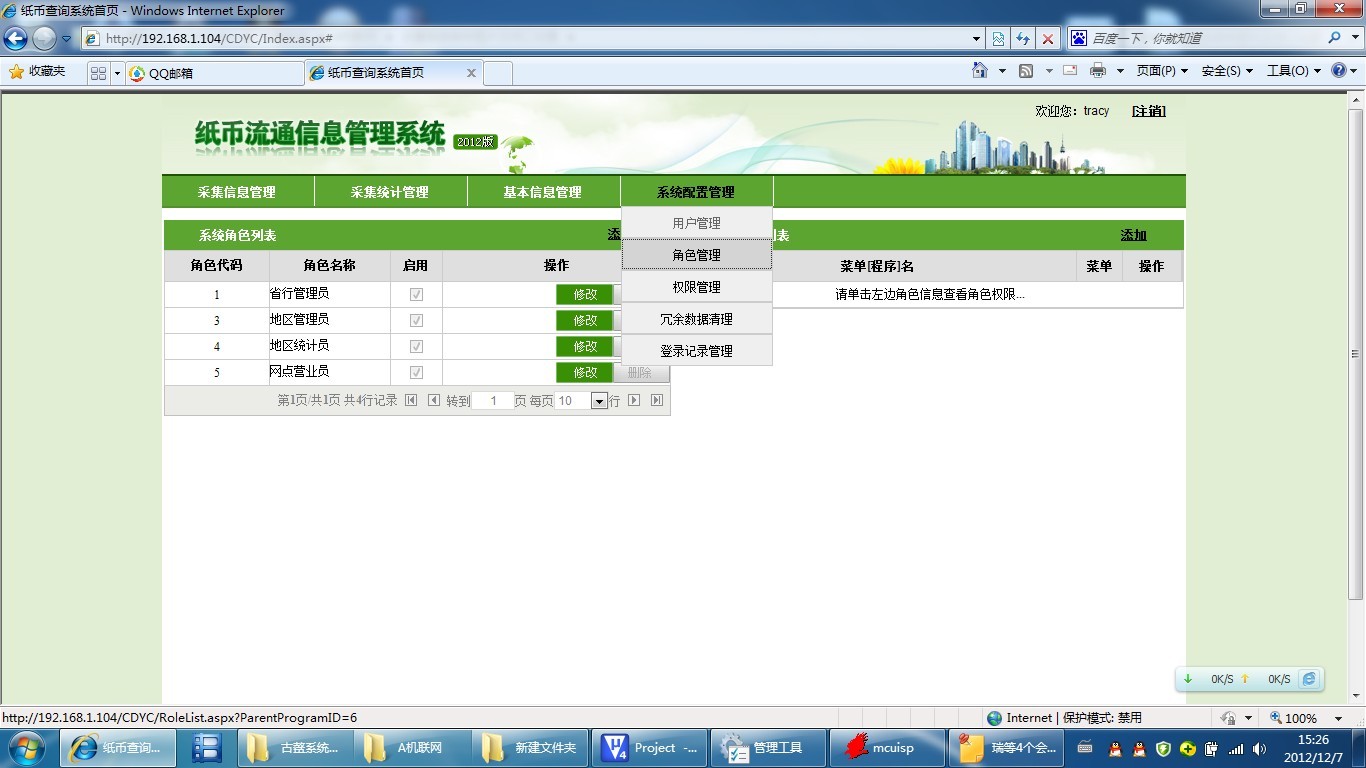 纸币查询系统首页 - Windows Internet Explorer
http://192.168.1.104/CDYC/Index.aspx#
百度一下，你就知道
收藏夹 QQ邮箱 纸币查询系统首页 页面(P) 安全(S) 工具(O)
欢迎您：tracy [注销]
纸币流通信息管理系统 2012版
采集信息管理 采集统计管理 基本信息管理 系统配置管理
用户管理
角色管理
权限管理
冗余数据清理
登录记录管理
系统角色列表 添 列表 添加
角色代码 角色名称 启用 操作 菜单[程序]名 菜单 操作
1 省行管理员 修改 请单击左边角色信息查看角色权限...
3 地区管理员 修改
4 地区统计员 修改
5 网点营业员 修改 删除
第1页/共1页 共4行记录 转到 1 页 每页 10 行
0K/S 0K/S
http://192.168.1.104/CDYC/RoleList.aspx?ParentProgramID=6 Internet | 保护模式: 禁用 100%
纸币查询... A机联网 新建文件夹 Project -... 管理工具 mcuisp 瑞等4个会...
15:26
2012/12/7